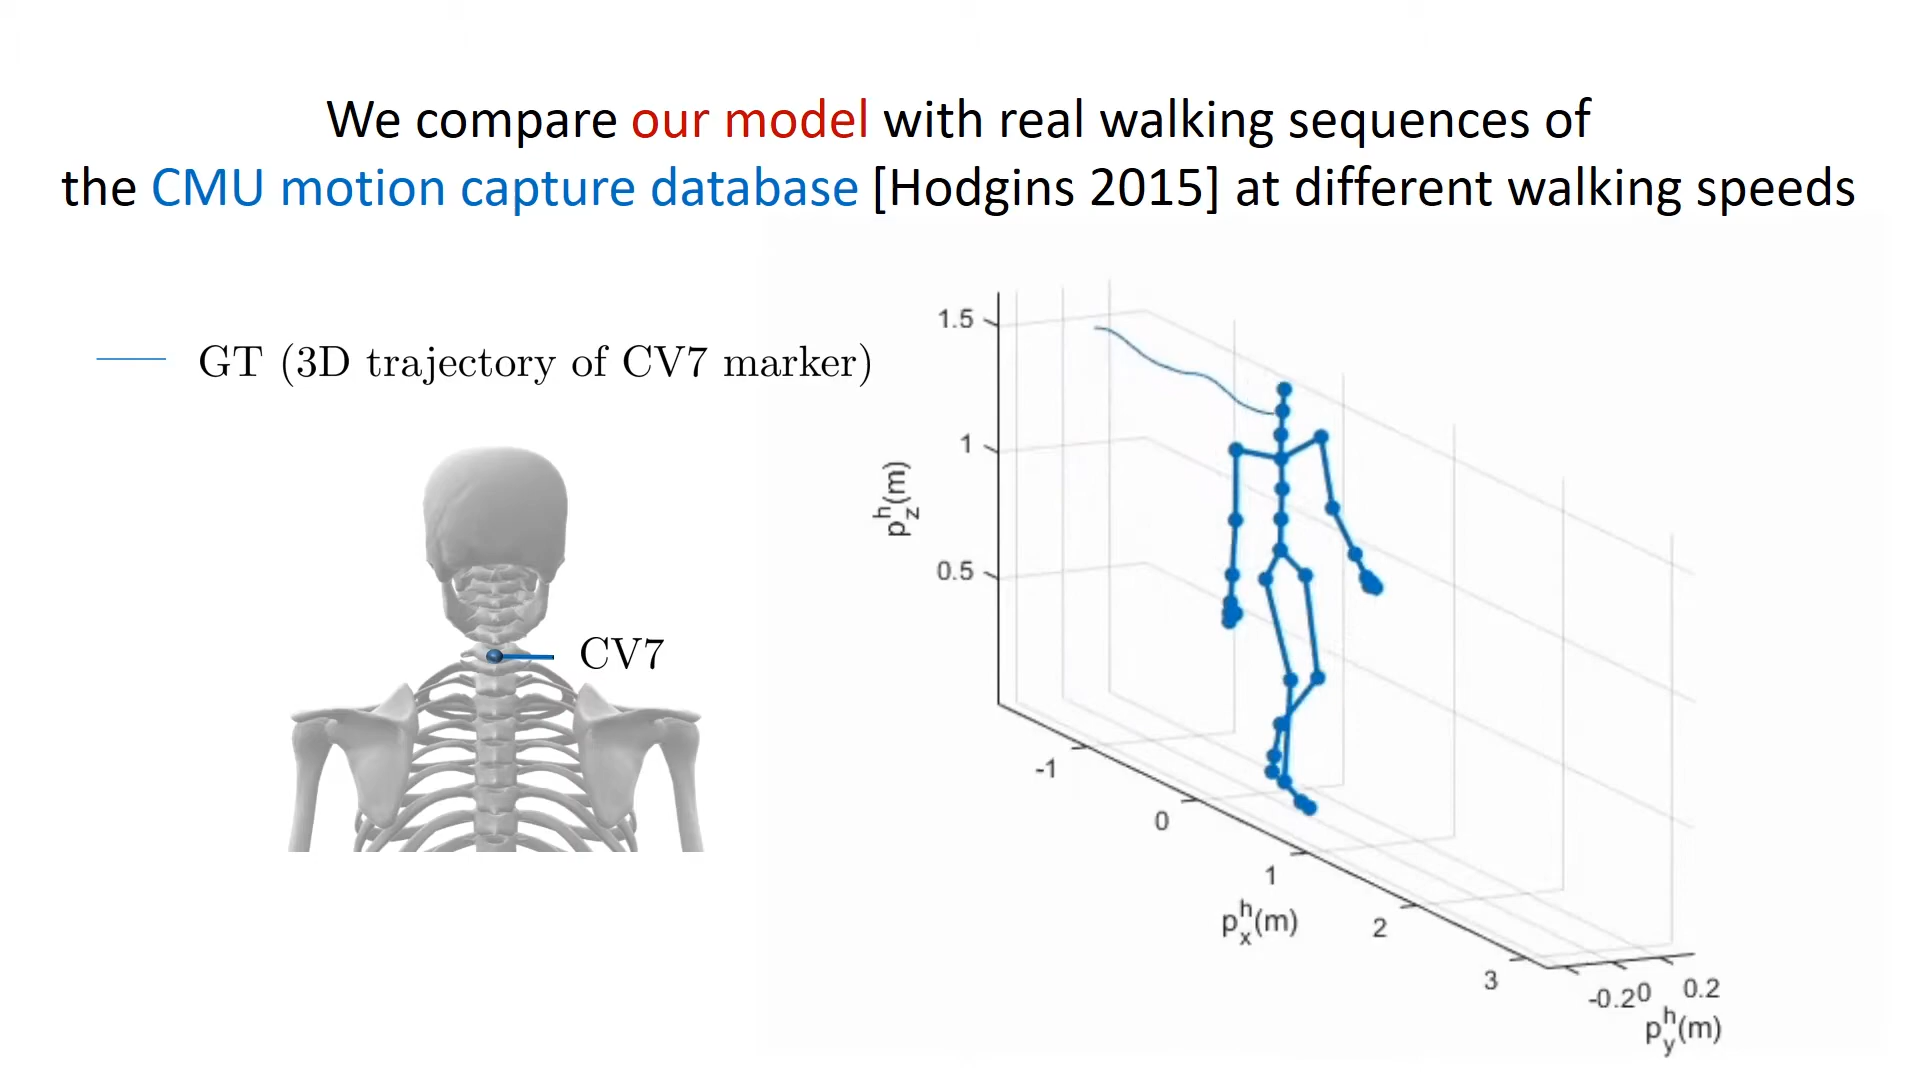 We compare our model with real walking sequences of
the CMU motion capture database [Hodgins 2015] at different walking speeds
GT (3D trajectory of CV7 marker)
CV7
1.5
1
0.5
p_z^h(m)
-1
0
1
2
3
p_x^h(m)
-0.2
0
0.2
p_y^h(m)